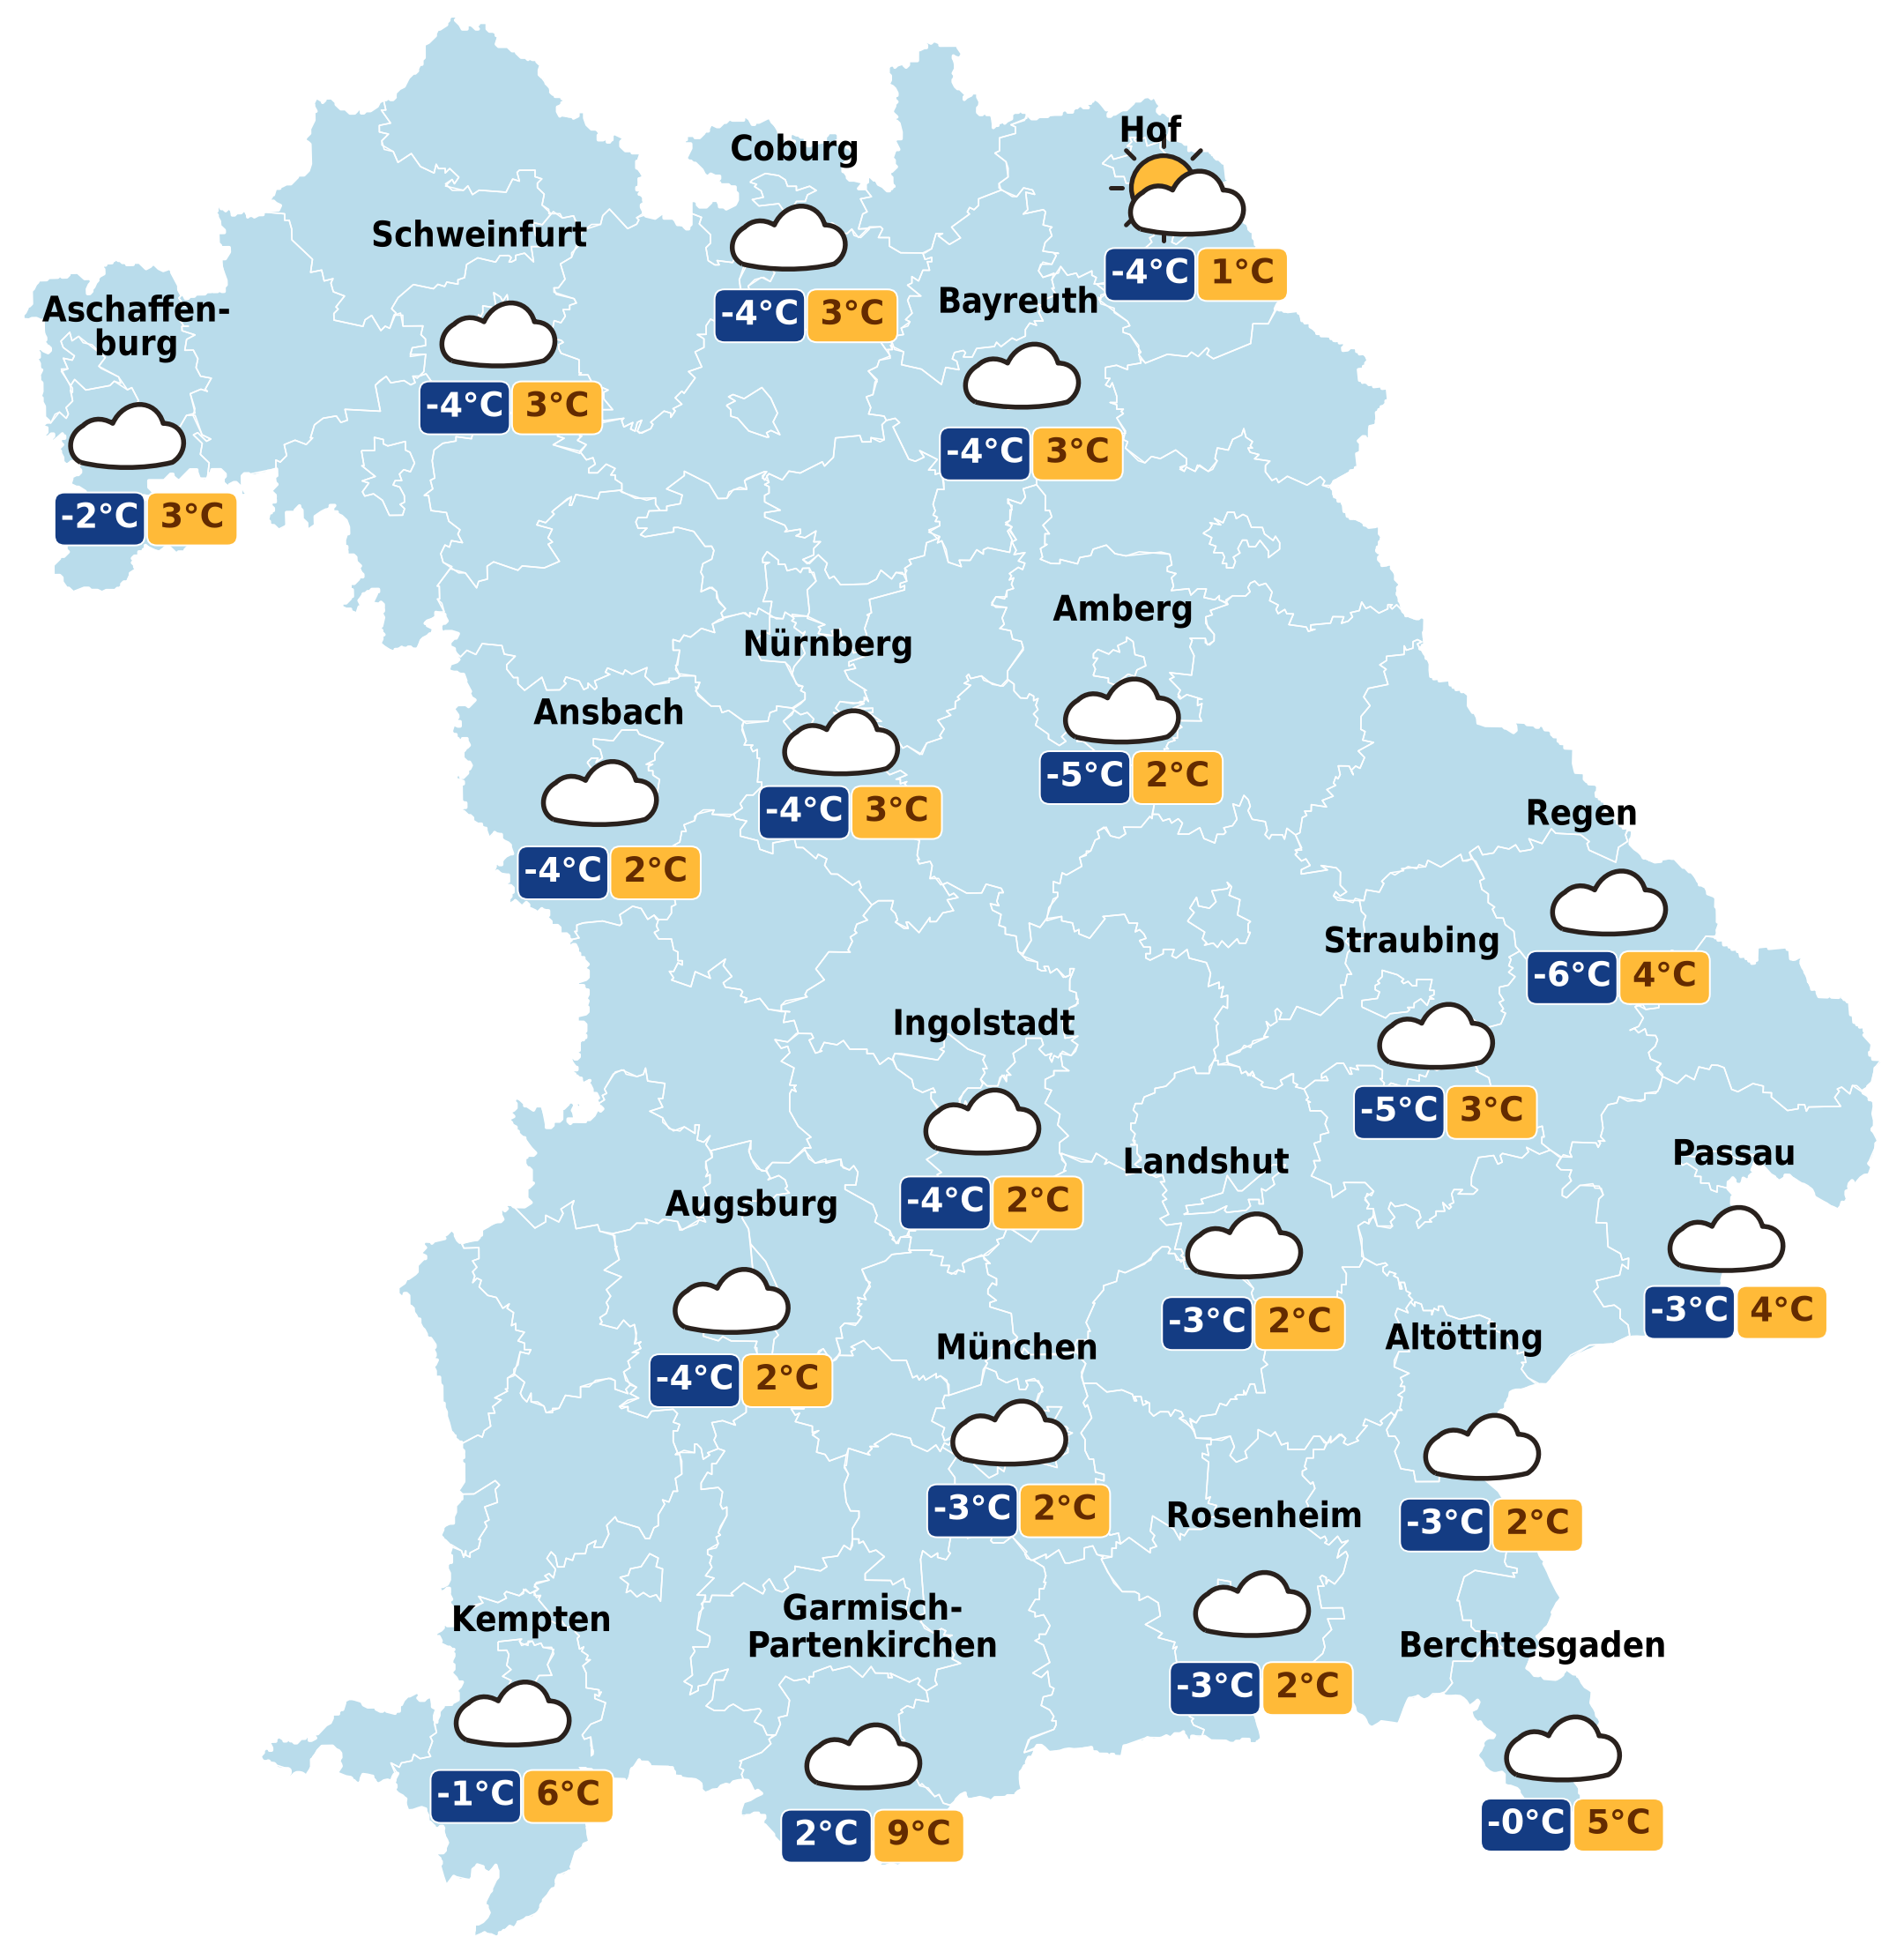 Hof
-4°C 1°C
Coburg
-4°C 3°C
Schweinfurt
-4°C 3°C
Bayreuth
-4°C 3°C
Aschaffen-
burg
-2°C 3°C
Amberg
-5°C 2°C
Nürnberg
-4°C 3°C
Ansbach
-4°C 2°C
Regen
-6°C 4°C
Straubing
-5°C 3°C
Ingolstadt
-4°C 2°C
Passau
-3°C 4°C
Landshut
-3°C 2°C
Augsburg
-4°C 2°C
Altötting
-3°C 2°C
München
-3°C 2°C
Rosenheim
-3°C 2°C
Garmisch-
Partenkirchen
2°C 9°C
Kempten
-1°C 6°C
Berchtesgaden
-0°C 5°C